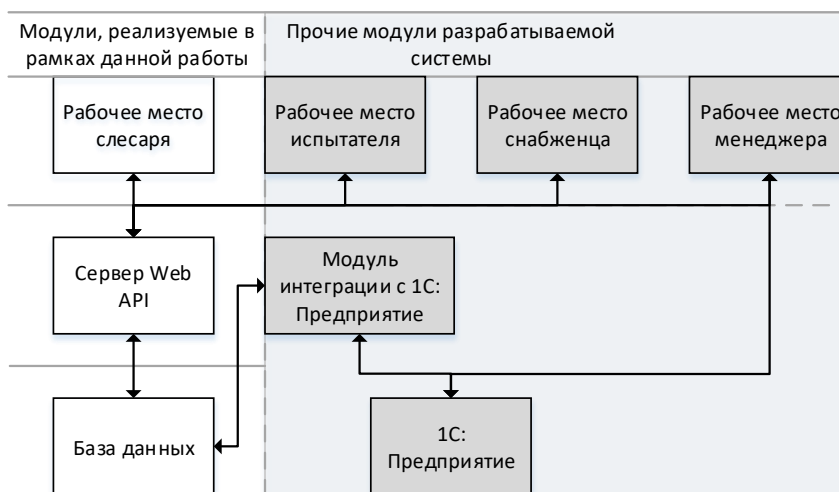 Модули, реализуемые в
рамках данной работы
Прочие модули разрабатываемой
системы
Рабочее место
слесаря
Рабочее место
испытателя
Рабочее место
снабженца
Рабочее место
менеджера
Сервер Web
API
Модуль
интеграции с 1С:
Предприятие
База данных
1С:
Предприятие